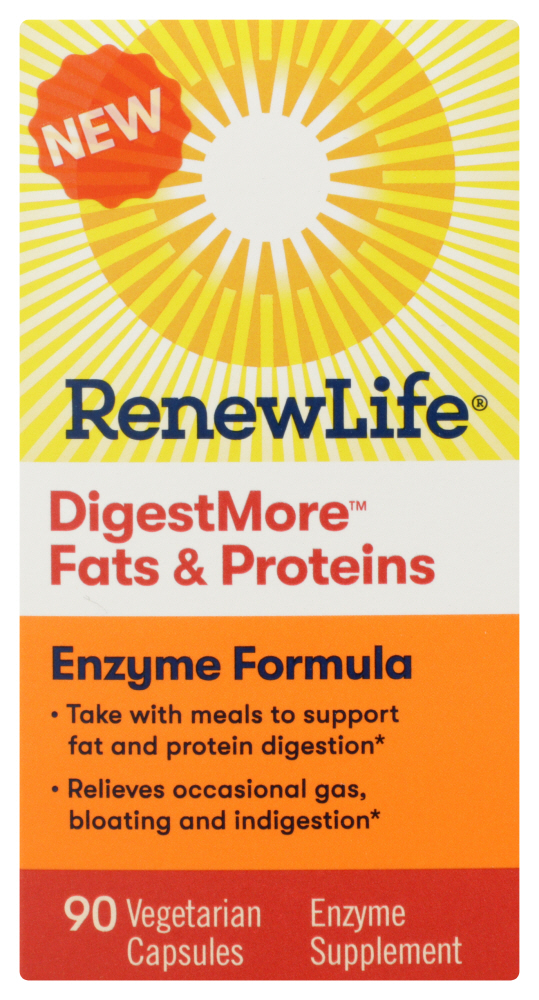 NEW
RenewLife®
DigestMore™
Fats & Proteins
Enzyme Formula
• Take with meals to support
fat and protein digestion*
• Relieves occasional gas,
bloating and indigestion*
90 Vegetarian Capsules
Enzyme Supplement